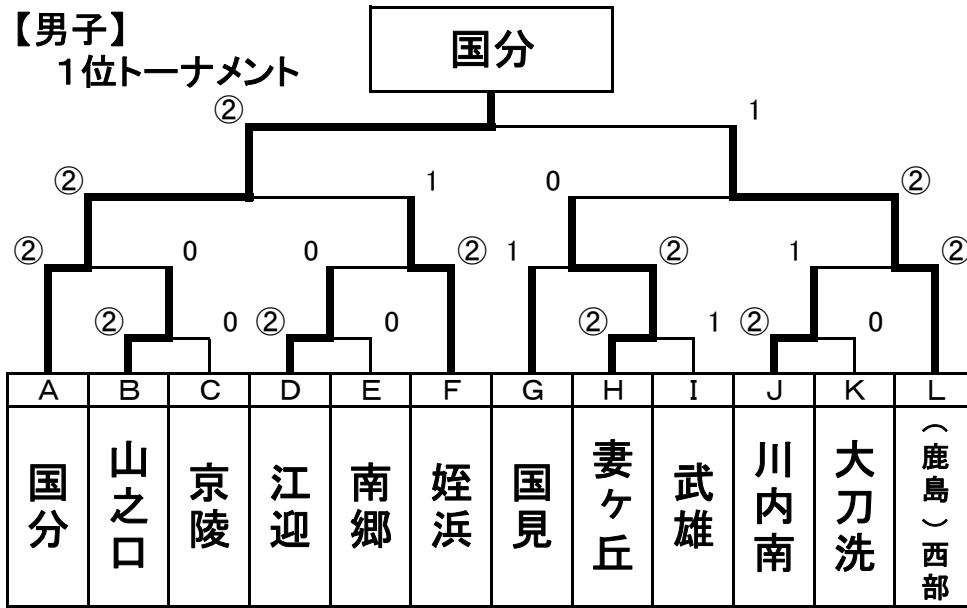 【男子】
1位トーナメント
国分
② 1
② 1 0 ②
② 0 0 ② 1 ② 1 ②
② 0 ② 0 ② 1 ② 0
A B C D E F G H I J K L
国分 山之口 京陵 江迎 南郷 姪浜 国見 妻ヶ丘 武雄 川内南 大刀洗 （鹿島）西部